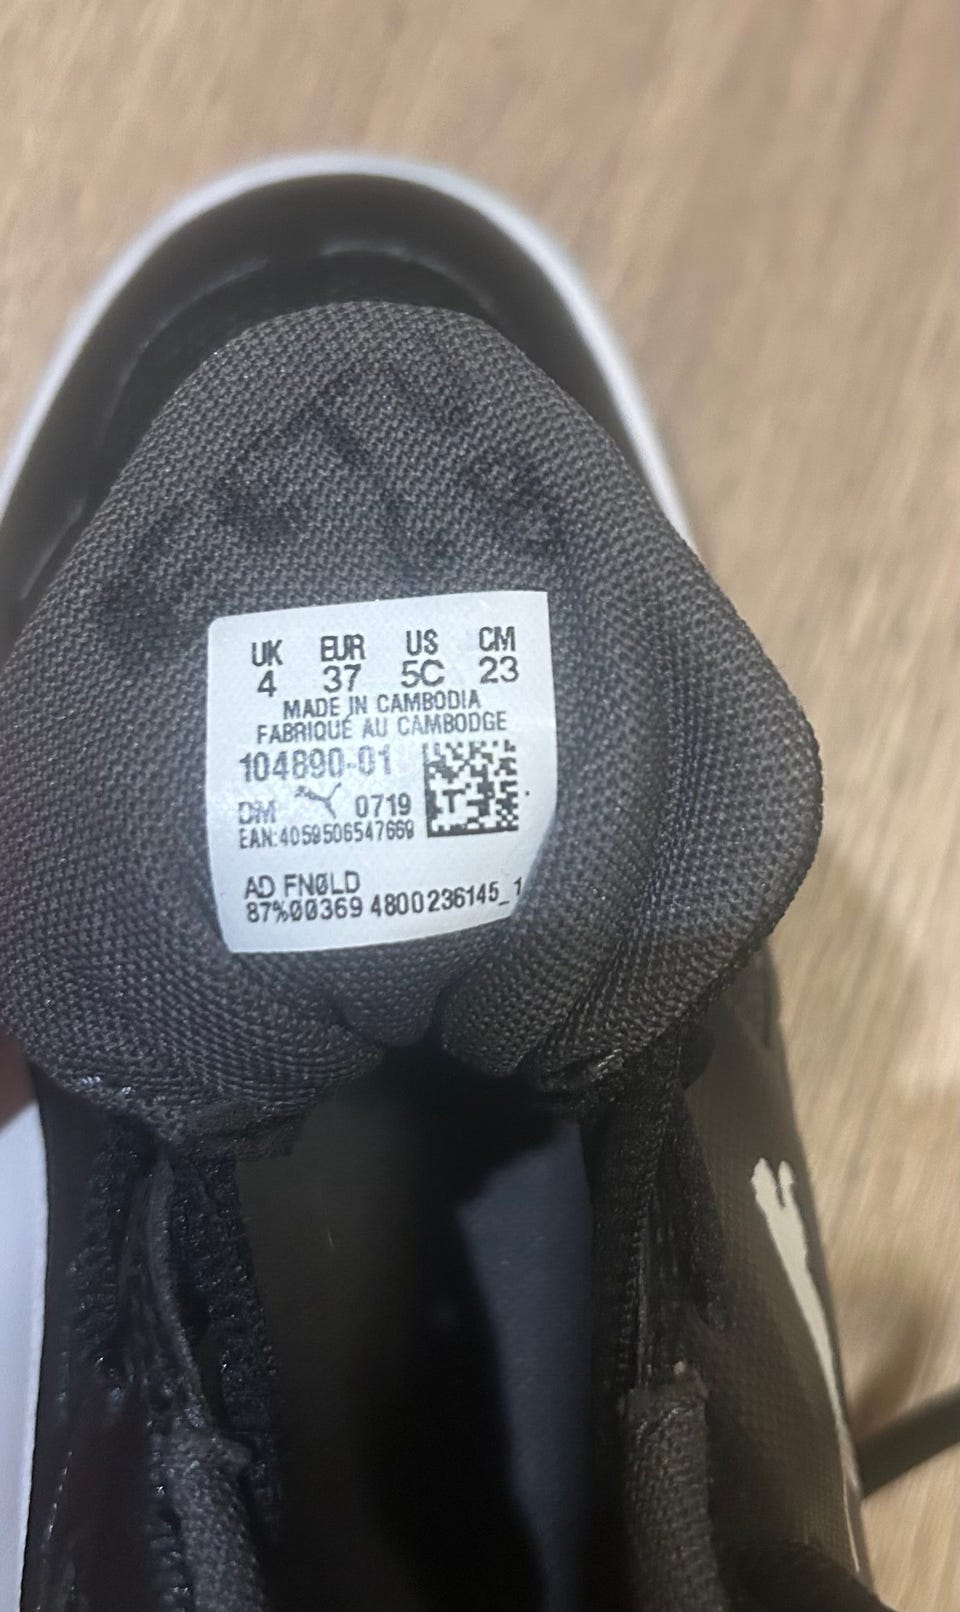 UK EUR US CM
4 37 5C 23
MADE IN CAMBODIA
FABRIQUÉ AU CAMBODGE
104890-01
DM 0719
EAN:4059506547669
AD FNØLD
87%00369 4800236145_1